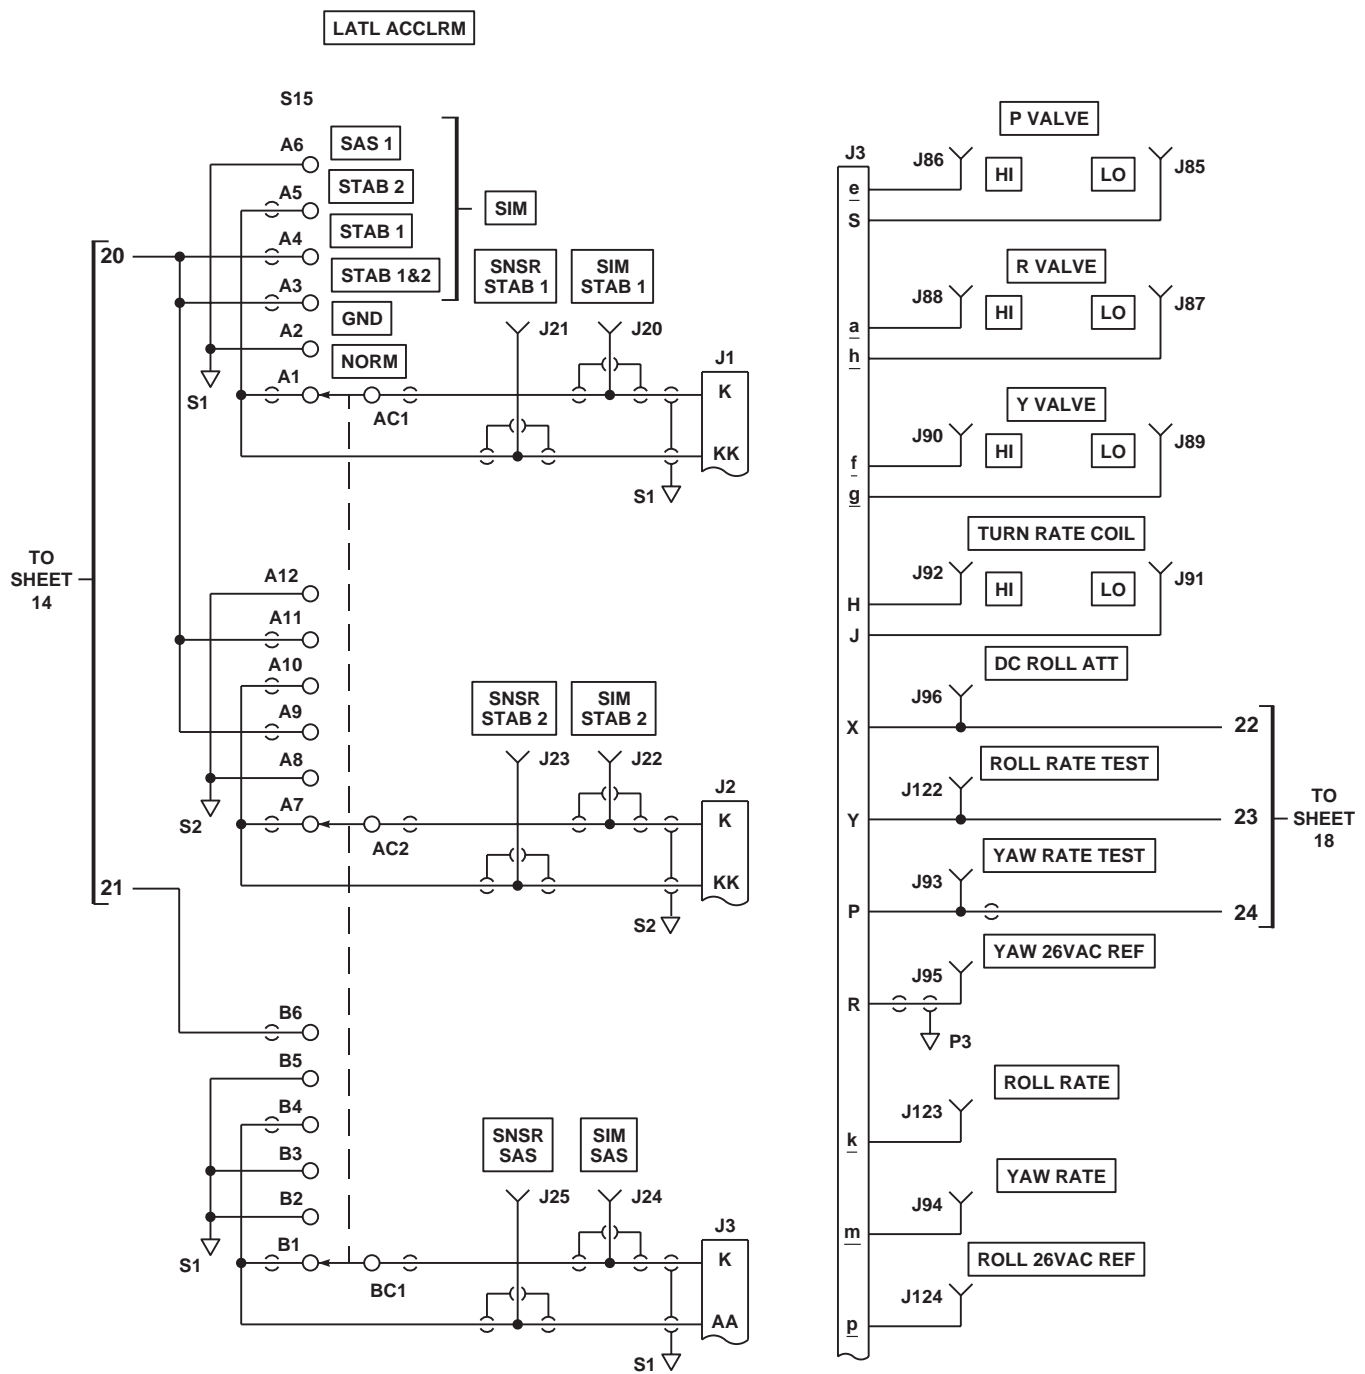 LATL ACCLRM
S15
A6
SAS 1
A5
STAB 2
A4
STAB 1
A3
STAB 1&2
A2
GND
A1
NORM
SIM
20
S1
AC1
SNSR
STAB 1
J21
SIM
STAB 1
J20
J1
K
KK
S1
TO
SHEET
14
A12
A11
A10
A9
A8
A7
S2
AC2
SNSR
STAB 2
J23
SIM
STAB 2
J22
J2
K
KK
S2
21
B6
B5
B4
B3
B2
B1
S1
BC1
SNSR
SAS
J25
SIM
SAS
J24
J3
K
AA
S1
J3
P VALVE
J86
HI
LO
J85
e
S
R VALVE
J88
HI
LO
J87
a
h
Y VALVE
J90
HI
LO
J89
f
g
TURN RATE COIL
J92
HI
LO
J91
H
J
DC ROLL ATT
J96
X
22
ROLL RATE TEST
J122
Y
23
TO
SHEET
18
YAW RATE TEST
J93
P
24
YAW 26VAC REF
J95
R
P3
ROLL RATE
J123
k
YAW RATE
J94
m
ROLL 26VAC REF
J124
p